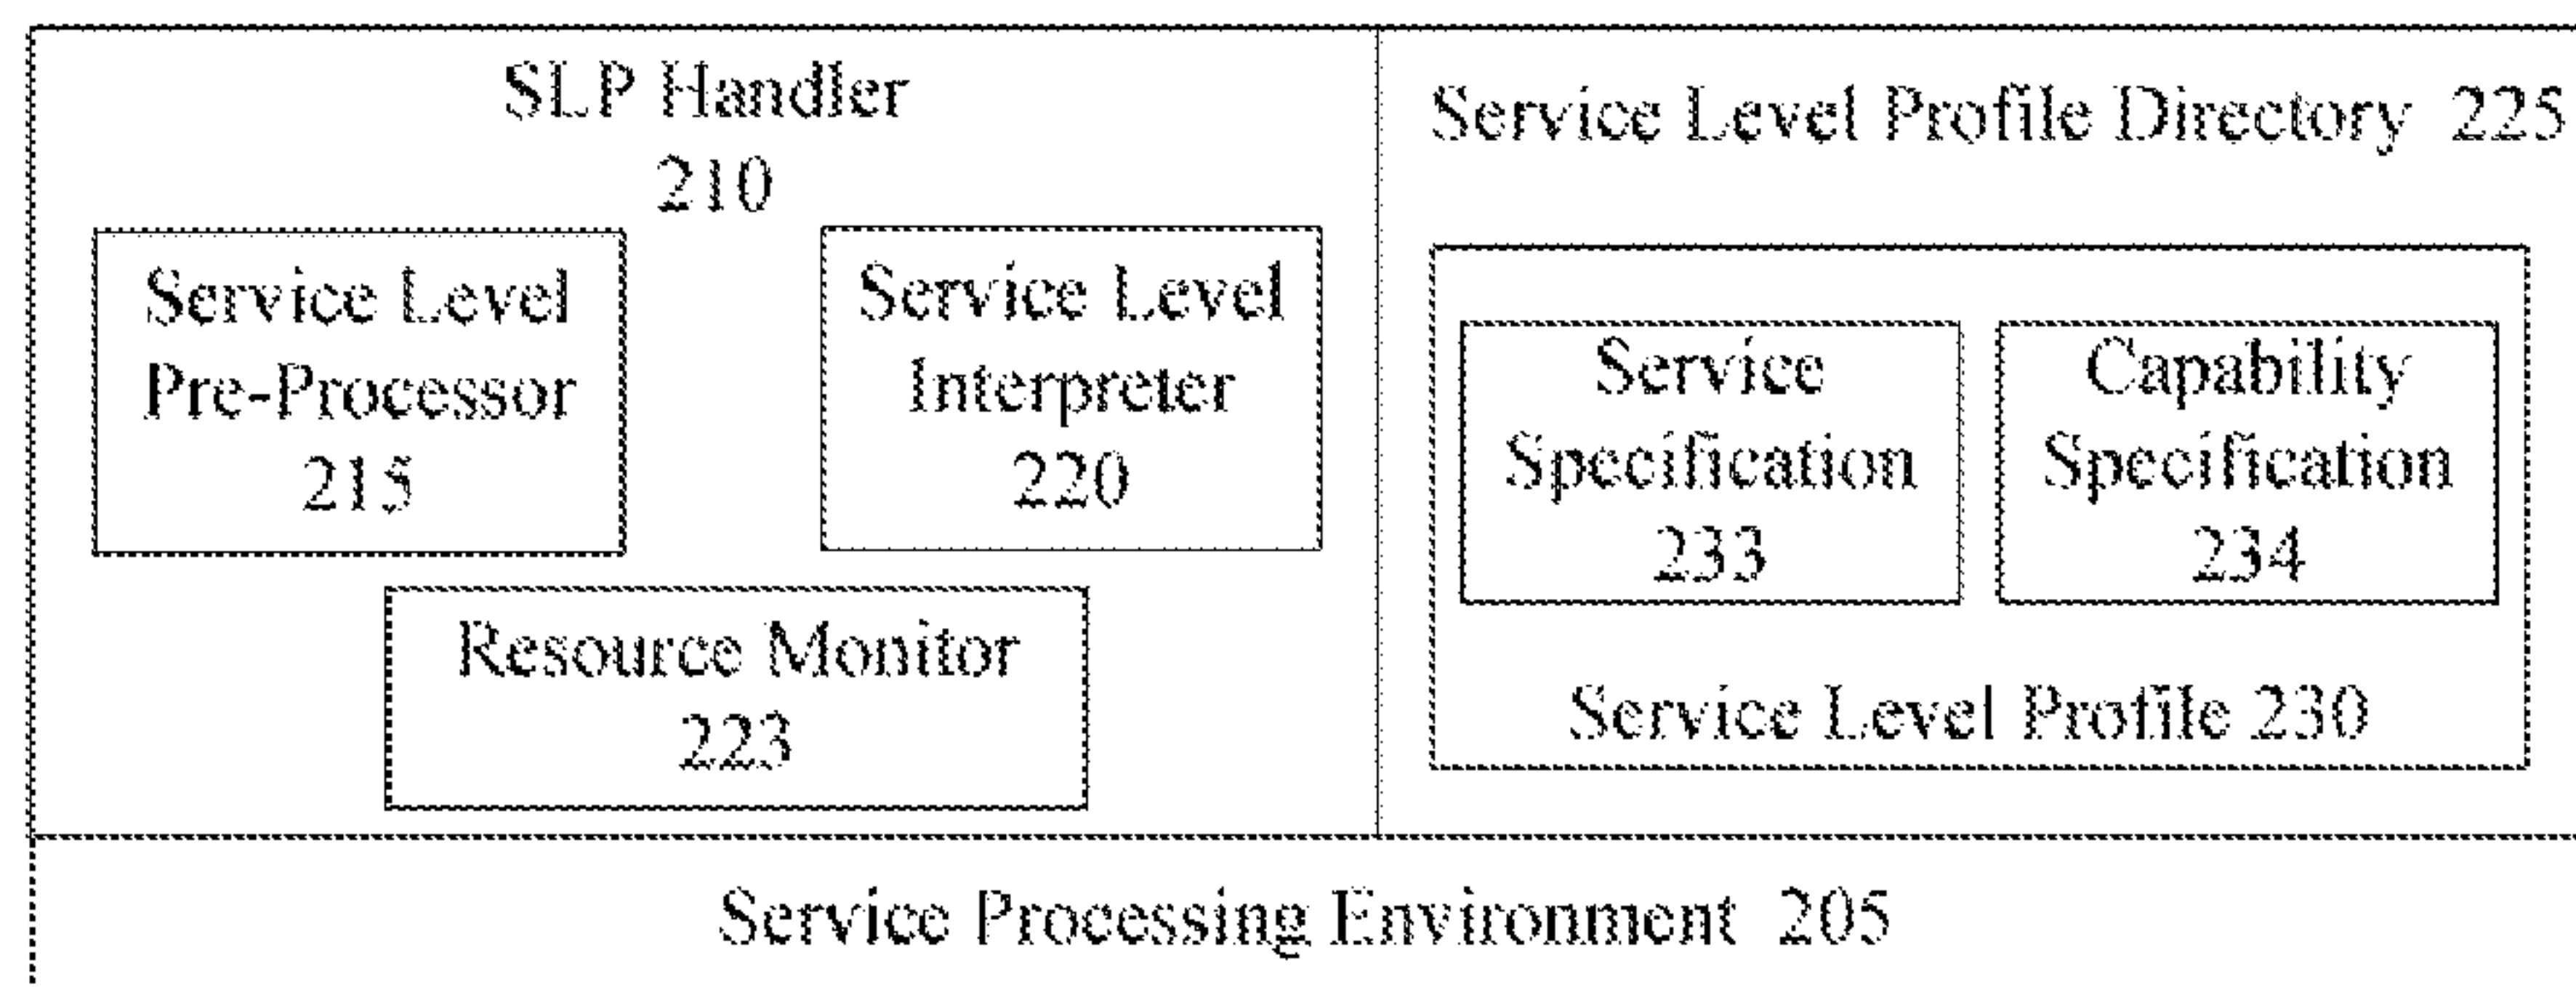 SLP Handler
210
Service Level
Pre-Processor
215
Service Level
Interpreter
220
Resource Monitor
223
Service Level Profile Directory 225
Service
Specification
233
Capability
Specification
234
Service Level Profile 230
Service Processing Environment 205